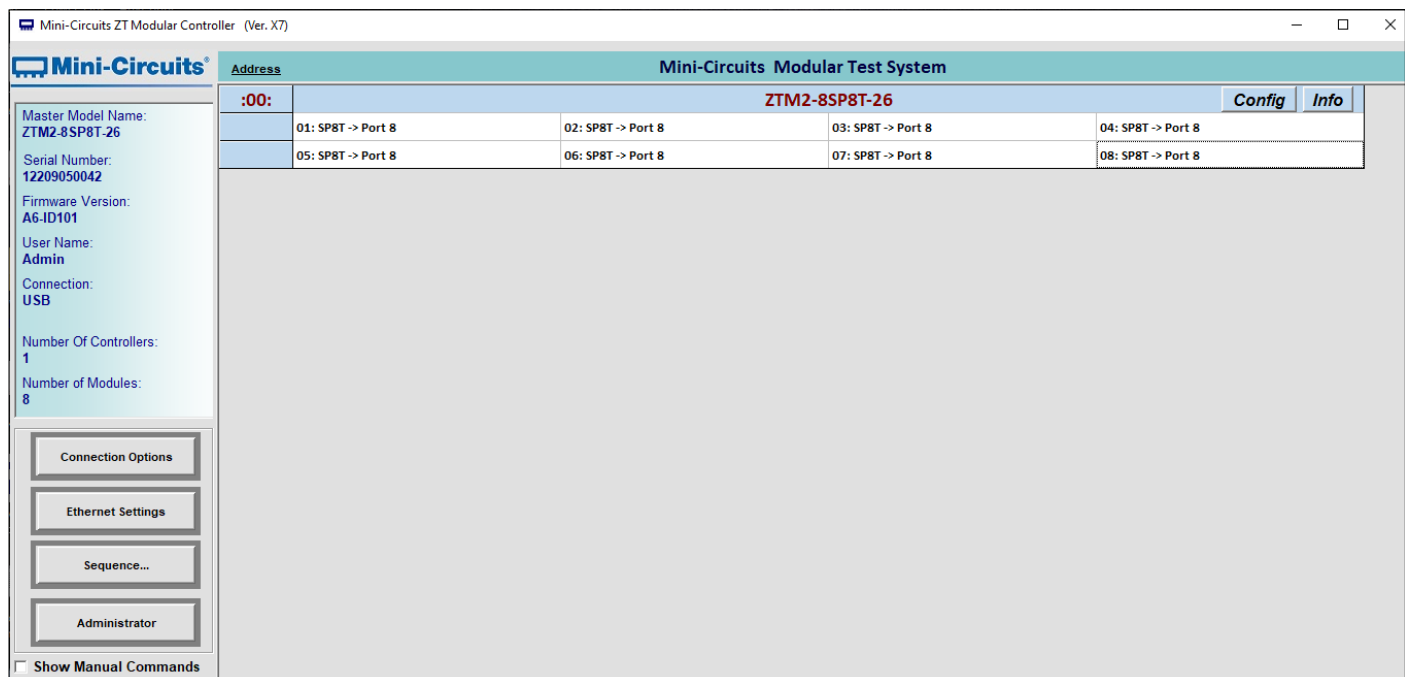 Mini-Circuits ZT Modular Controller (Ver. X7)
Mini-Circuits®
Address
Mini-Circuits Modular Test System
Master Model Name:
ZTM2-8SP8T-26
Serial Number:
12209050042
Firmware Version:
A6-ID101
User Name:
Admin
Connection:
USB
Number Of Controllers:
1
Number of Modules:
8
:00:
ZTM2-8SP8T-26
Config
Info
01: SP8T -> Port 8
02: SP8T -> Port 8
03: SP8T -> Port 8
04: SP8T -> Port 8
05: SP8T -> Port 8
06: SP8T -> Port 8
07: SP8T -> Port 8
08: SP8T -> Port 8
Connection Options
Ethernet Settings
Sequence...
Administrator
Show Manual Commands